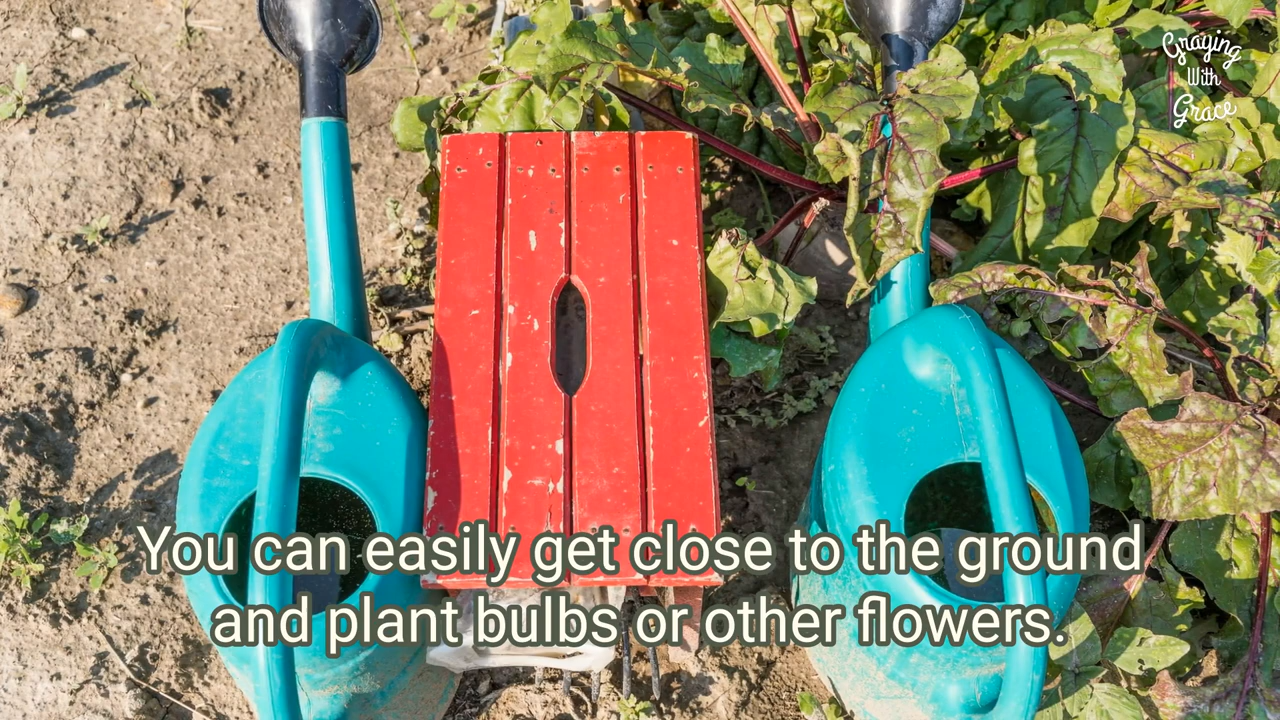 Graying
With
Grace
You can easily get close to the ground
and plant bulbs or other flowers.